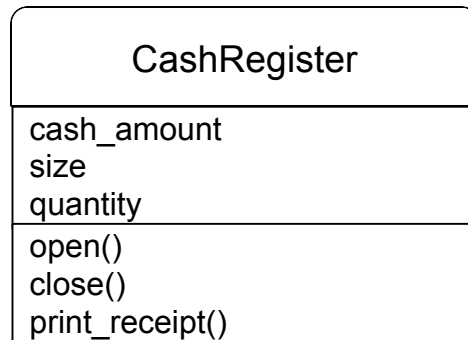 CashRegister
cash_amount
size
quantity
open()
close()
print_receipt()